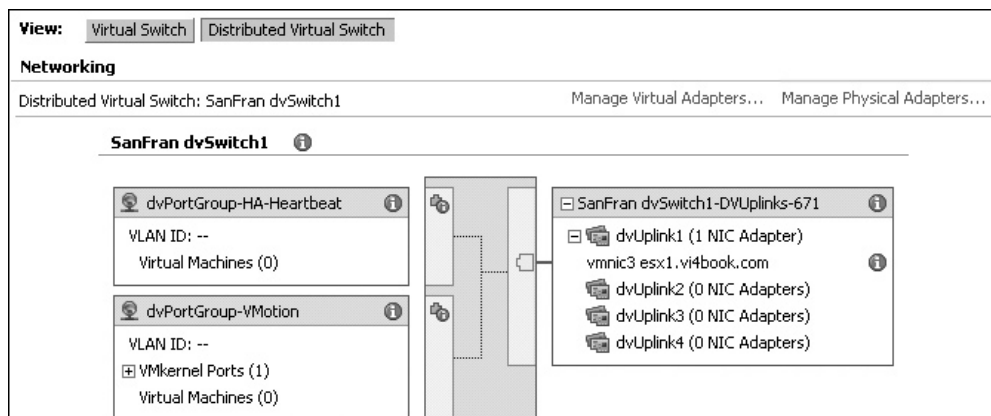 View: Virtual Switch Distributed Virtual Switch
Networking
Distributed Virtual Switch: SanFran dvSwitch1 Manage Virtual Adapters... Manage Physical Adapters...
SanFran dvSwitch1
dvPortGroup-HA-Heartbeat
VLAN ID: --
Virtual Machines (0)
dvPortGroup-VMotion
VLAN ID: --
VMkernel Ports (1)
Virtual Machines (0)
SanFran dvSwitch1-DVUplinks-671
dvUplink1 (1 NIC Adapter)
vmnic3 esx1.vi4book.com
dvUplink2 (0 NIC Adapters)
dvUplink3 (0 NIC Adapters)
dvUplink4 (0 NIC Adapters)